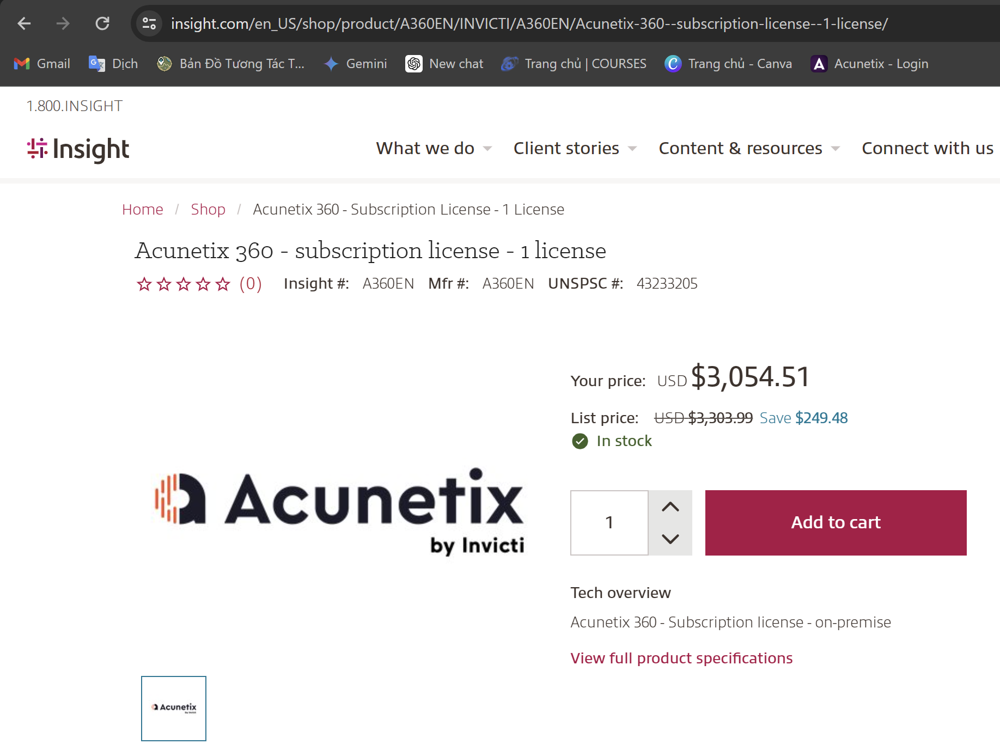 insight.com/en_US/shop/product/A360EN/INVICTI/A360EN/Acunetix-360--subscription-license--1-license/
Gmail
Dịch
Bản Đồ Tương Tác T...
Gemini
New chat
Trang chủ | COURSES
Trang chủ - Canva
Acunetix - Login
1.800.INSIGHT
Insight
What we do
Client stories
Content & resources
Connect with us
Home / Shop / Acunetix 360 - Subscription License - 1 License
Acunetix 360 - subscription license - 1 license
(0) Insight #: A360EN Mfr #: A360EN UNSPSC #: 43233205
Your price: USD $3,054.51
List price: USD $3,303.99 Save $249.48
In stock
Acunetix
by Invicti
1
Add to cart
Tech overview
Acunetix 360 - Subscription license - on-premise
View full product specifications
Acunetix
by Invicti